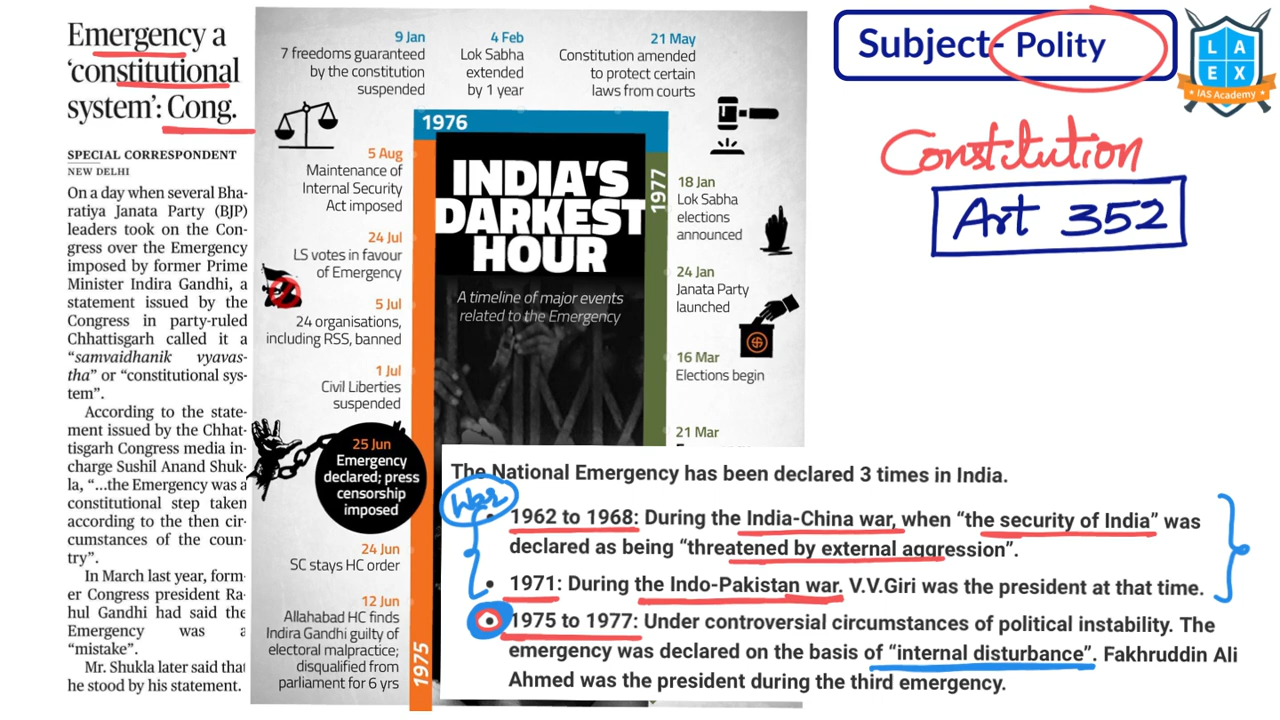 Emergency a
‘constitutional
system’: Cong.
SPECIAL CORRESPONDENT
NEW DELHI
On a day when several Bha-
ratiya Janata Party (BJP)
leaders took on the Con-
gress over the Emergency
imposed by former Prime
Minister Indira Gandhi, a
statement issued by the
Congress in party-ruled
Chhattisgarh called it a
“samvaidhanik vyavas-
tha” or “constitutional sys-
tem”.
According to the state-
ment issued by the Chhat-
tisgarh Congress media in-
charge Sushil Anand Shuk-
la, “...the Emergency was a
constitutional step taken
according to the then cir-
cumstances of the coun-
try”.
In March last year, form-
er Congress president Ra-
hul Gandhi had said the
Emergency was a
“mistake”.
Mr. Shukla later said that
he stood by his statement.
9 Jan
7 freedoms guaranteed
by the constitution
suspended
4 Feb
Lok Sabha
extended
by 1 year
21 May
Constitution amended
to protect certain
laws from courts
1976
5 Aug
Maintenance of
Internal Security
Act imposed
24 Jul
LS votes in favour
of Emergency
5 Jul
24 organisations,
including RSS, banned
1 Jul
Civil Liberties
suspended
25 Jun
Emergency
declared; press
censorship
imposed
24 Jun
SC stays HC order
12 Jun
Allahabad HC finds
Indira Gandhi guilty of
electoral malpractice;
disqualified from
parliament for 6 yrs
1975
INDIA’S
DARKEST
HOUR
A timeline of major events
related to the Emergency
1977
18 Jan
Lok Sabha
elections
announced
24 Jan
Janata Party
launched
16 Mar
Elections begin
21 Mar
Subject- Polity
L A
E X
IAS Academy
Constitution
Art 352
The National Emergency has been declared 3 times in India.
War
• 1962 to 1968: During the India-China war, when “the security of India” was
declared as being “threatened by external aggression”.
• 1971: During the Indo-Pakistan war. V.V.Giri was the president at that time.
• 1975 to 1977: Under controversial circumstances of political instability. The
emergency was declared on the basis of “internal disturbance”. Fakhruddin Ali
Ahmed was the president during the third emergency.